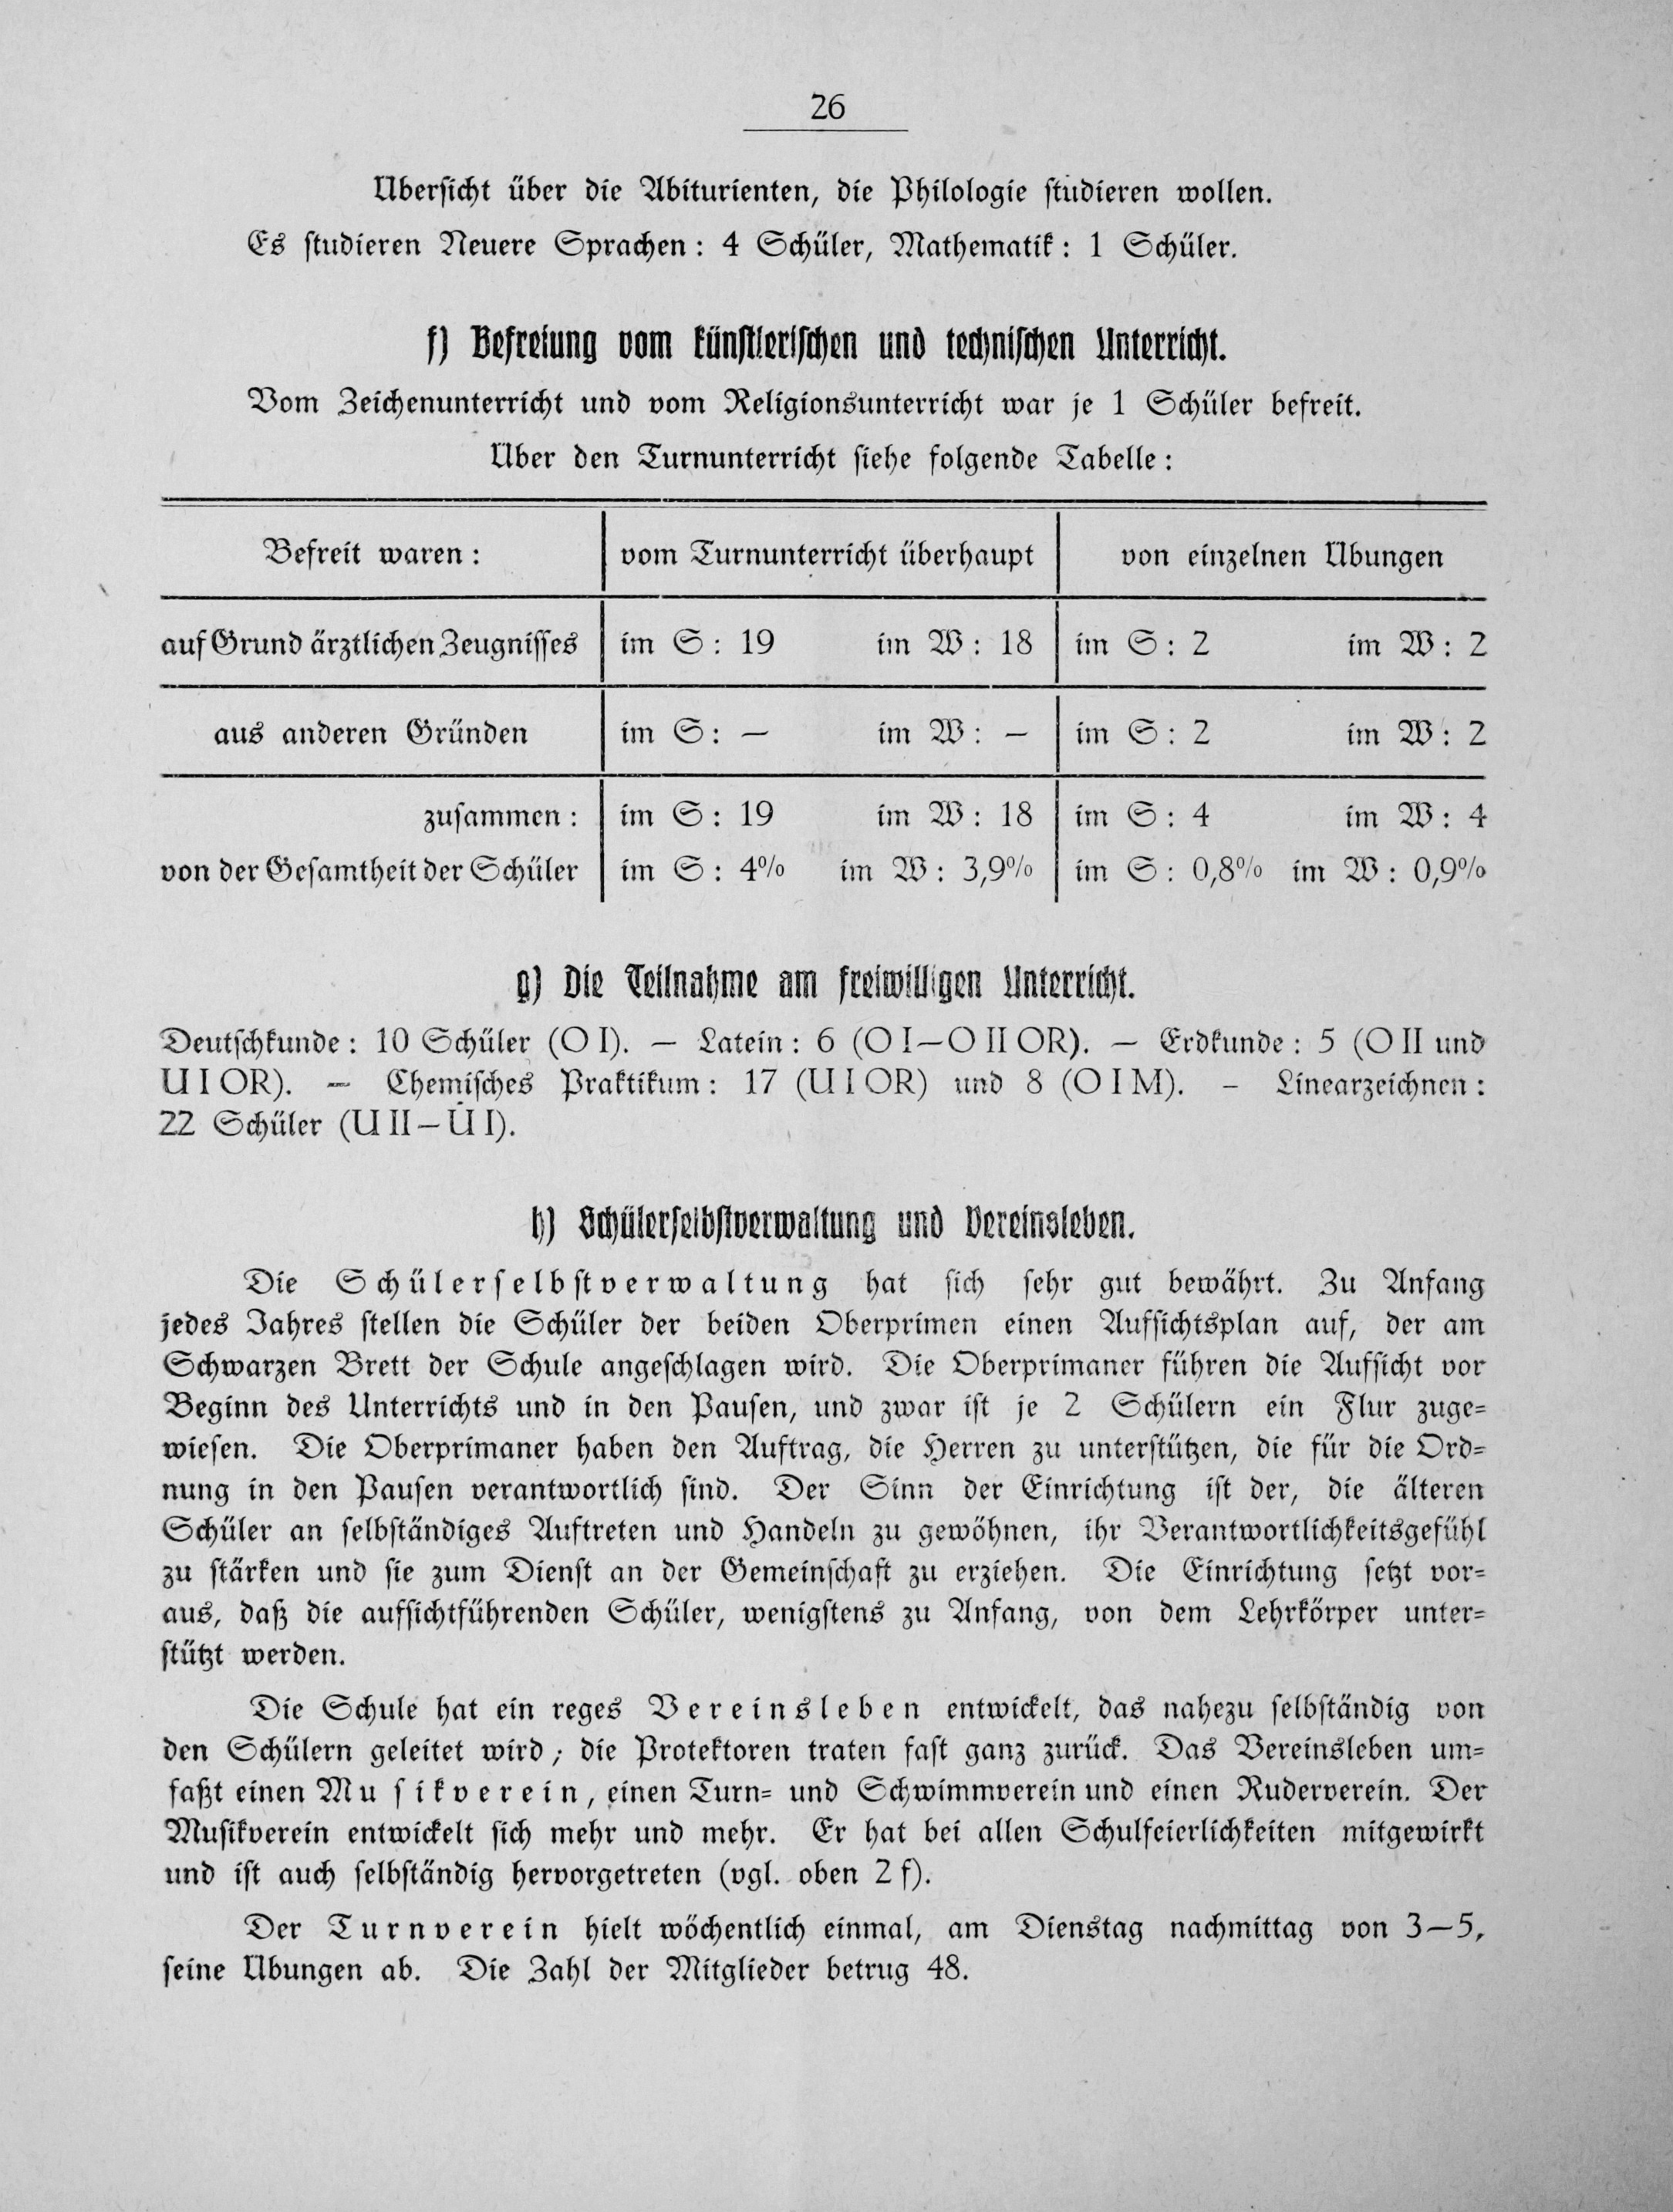 26
Übersicht über die Abiturienten, die Philologie studieren wollen.
Es studieren Neuere Sprachen: 4 Schüler, Mathematik: 1 Schüler.
f) Befreiung vom künstlerischen und technischen Unterricht.
Vom Zeichenunterricht und vom Religionsunterricht war je 1 Schüler befreit.
Über den Turnunterricht siehe folgende Tabelle:
Befreit waren: vom Turnunterricht überhaupt von einzelnen Übungen
auf Grund ärztlichen Zeugnisses im S: 19 im W: 18 im S: 2 im W: 2
aus anderen Gründen im S: — im W: — im S: 2 im W: 2
zusammen: im S: 19 im W: 18 im S: 4 im W: 4
von der Gesamtheit der Schüler im S: 4% im W: 3,9% im S: 0,8% im W: 0,9%
g) Die Teilnahme am freiwilligen Unterricht.
Deutschkunde: 10 Schüler (O I). — Latein: 6 (O I—O II OR). — Erdkunde: 5 (O II und
U I OR). — Chemisches Praktikum: 17 (U I OR) und 8 (O I M). — Linearzeichnen:
22 Schüler (U II—U I).
h) Schülerselbstverwaltung und Vereinsleben.
Die Schülerselbstverwaltung hat sich sehr gut bewährt. Zu Anfang
jedes Jahres stellen die Schüler der beiden Oberprimen einen Aufsichtsplan auf, der am
Schwarzen Brett der Schule angeschlagen wird. Die Oberprimaner führen die Aufsicht vor
Beginn des Unterrichts und in den Pausen, und zwar ist je 2 Schülern ein Flur zuge-
wiesen. Die Oberprimaner haben den Auftrag, die Herren zu unterstützen, die für die Ord-
nung in den Pausen verantwortlich sind. Der Sinn der Einrichtung ist der, die älteren
Schüler an selbständiges Auftreten und Handeln zu gewöhnen, ihr Verantwortlichkeitsgefühl
zu stärken und sie zum Dienst an der Gemeinschaft zu erziehen. Die Einrichtung setzt vor-
aus, daß die aufsichtführenden Schüler, wenigstens zu Anfang, von dem Lehrkörper unter-
stützt werden.
Die Schule hat ein reges Vereinsleben entwickelt, das nahezu selbständig von
den Schülern geleitet wird; die Protektoren traten fast ganz zurück. Das Vereinsleben um-
faßt einen Musikverein, einen Turn- und Schwimmverein und einen Ruderverein. Der
Musikverein entwickelt sich mehr und mehr. Er hat bei allen Schulfeierlichkeiten mitgewirkt
und ist auch selbständig hervorgetreten (vgl. oben 2 f).
Der Turnverein hielt wöchentlich einmal, am Dienstag nachmittag von 3—5,
seine Übungen ab. Die Zahl der Mitglieder betrug 48.